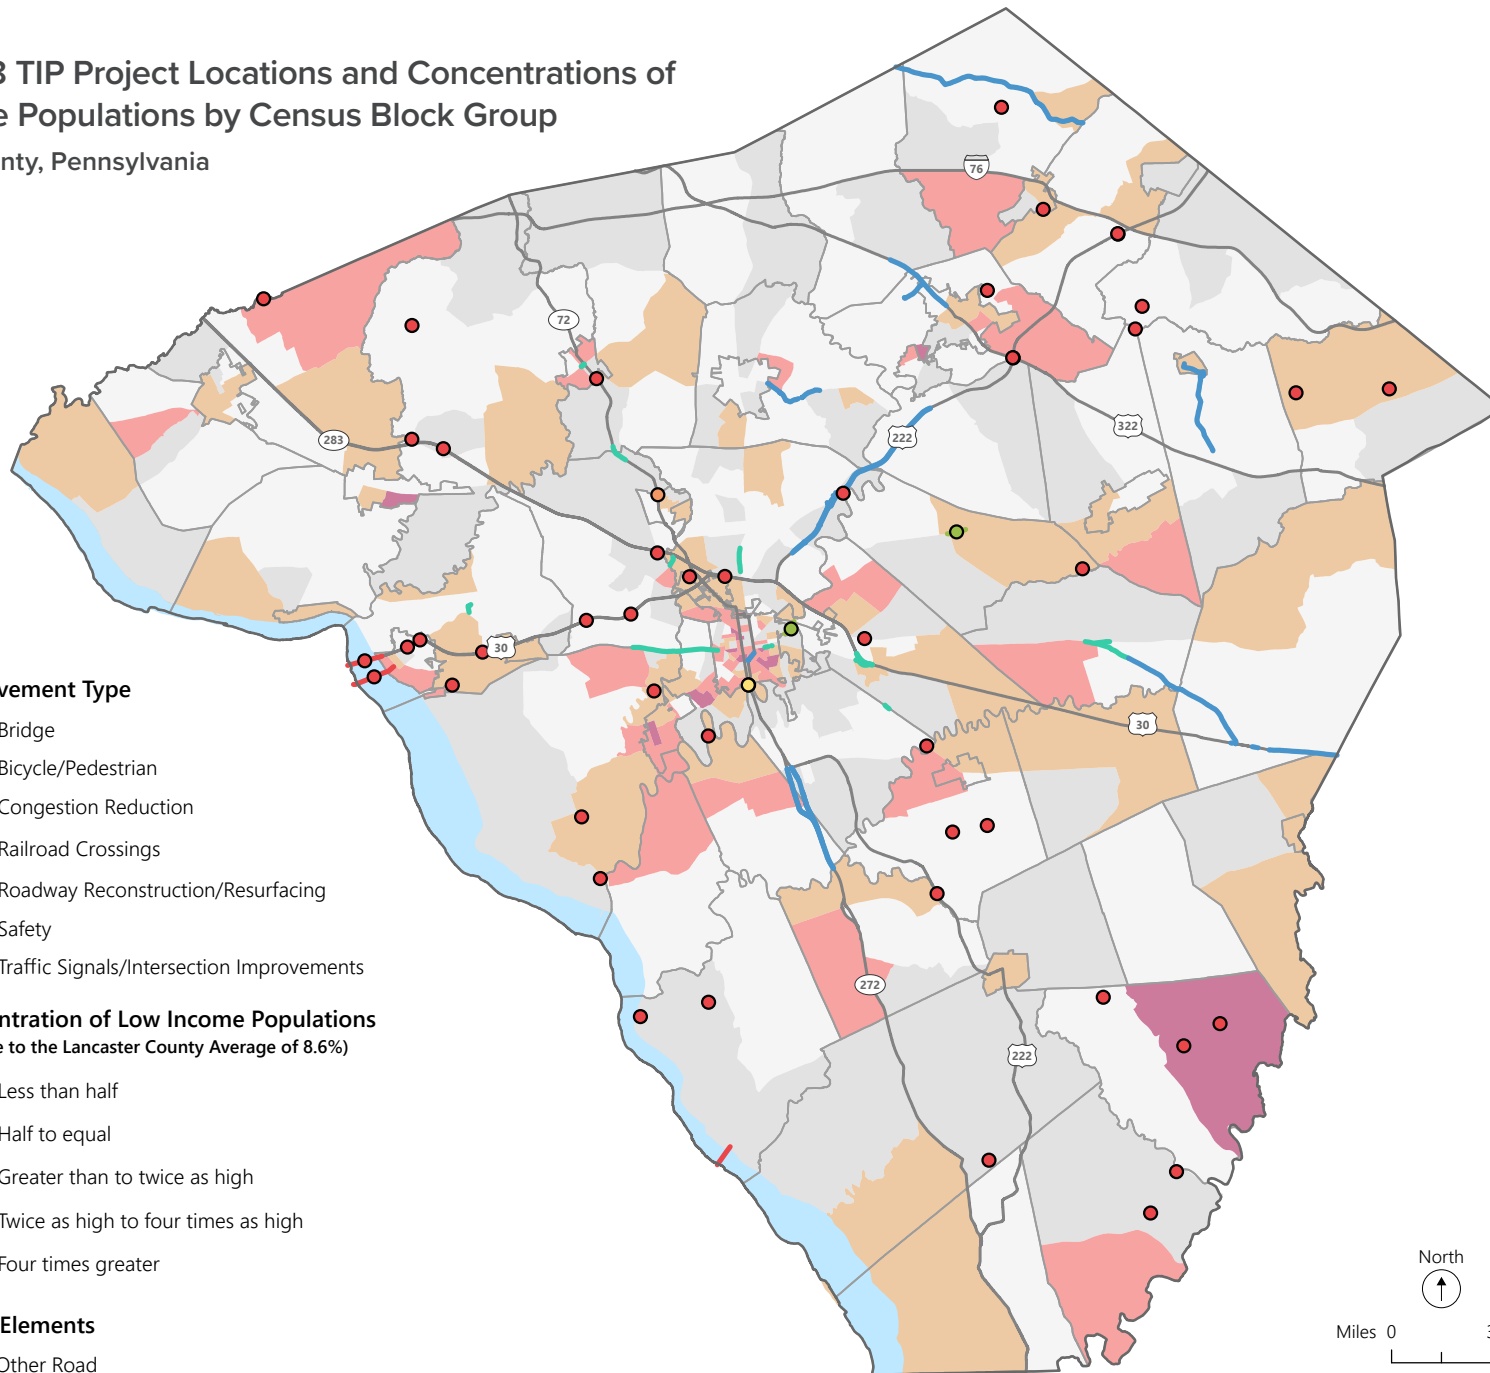 TIP Project Locations and Concentrations of
Populations by Census Block Group
Pennsylvania
76
72
283
222
322
30
30
Type
Bridge
Bicycle/Pedestrian
Congestion Reduction
Railroad Crossings
Roadway Reconstruction/Resurfacing
Safety
Traffic Signals/Intersection Improvements
of Low Income Populations
to the Lancaster County Average of 8.6%)
Less than half
Half to equal
Greater than to twice as high
Twice as high to four times as high
Four times greater
272
222
Elements
Other Road
North
Miles 0